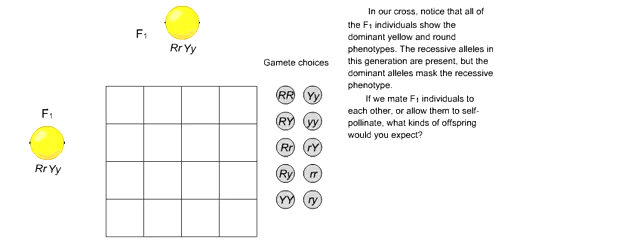 F1
RrYy
Gamete choices
F1
RrYy
RR Yy
RY yy
Rr rY
Ry rr
YY ry
In our cross, notice that all of
the F1 individuals show the
dominant yellow and round
phenotypes. The recessive alleles in
this generation are present, but the
dominant alleles mask the recessive
phenotype.
If we mate F1 individuals to
each other, or allow them to self-
pollinate, what kinds of offspring
would you expect?